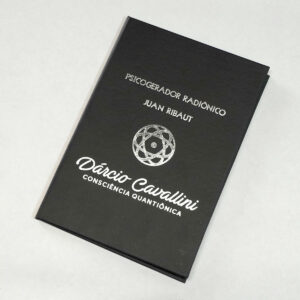 PSICOGERADOR RADIÔNICO
JUAN RIBAUT
Dárcio Cavallini
CONSCIÊNCIA QUANTIÔNICA